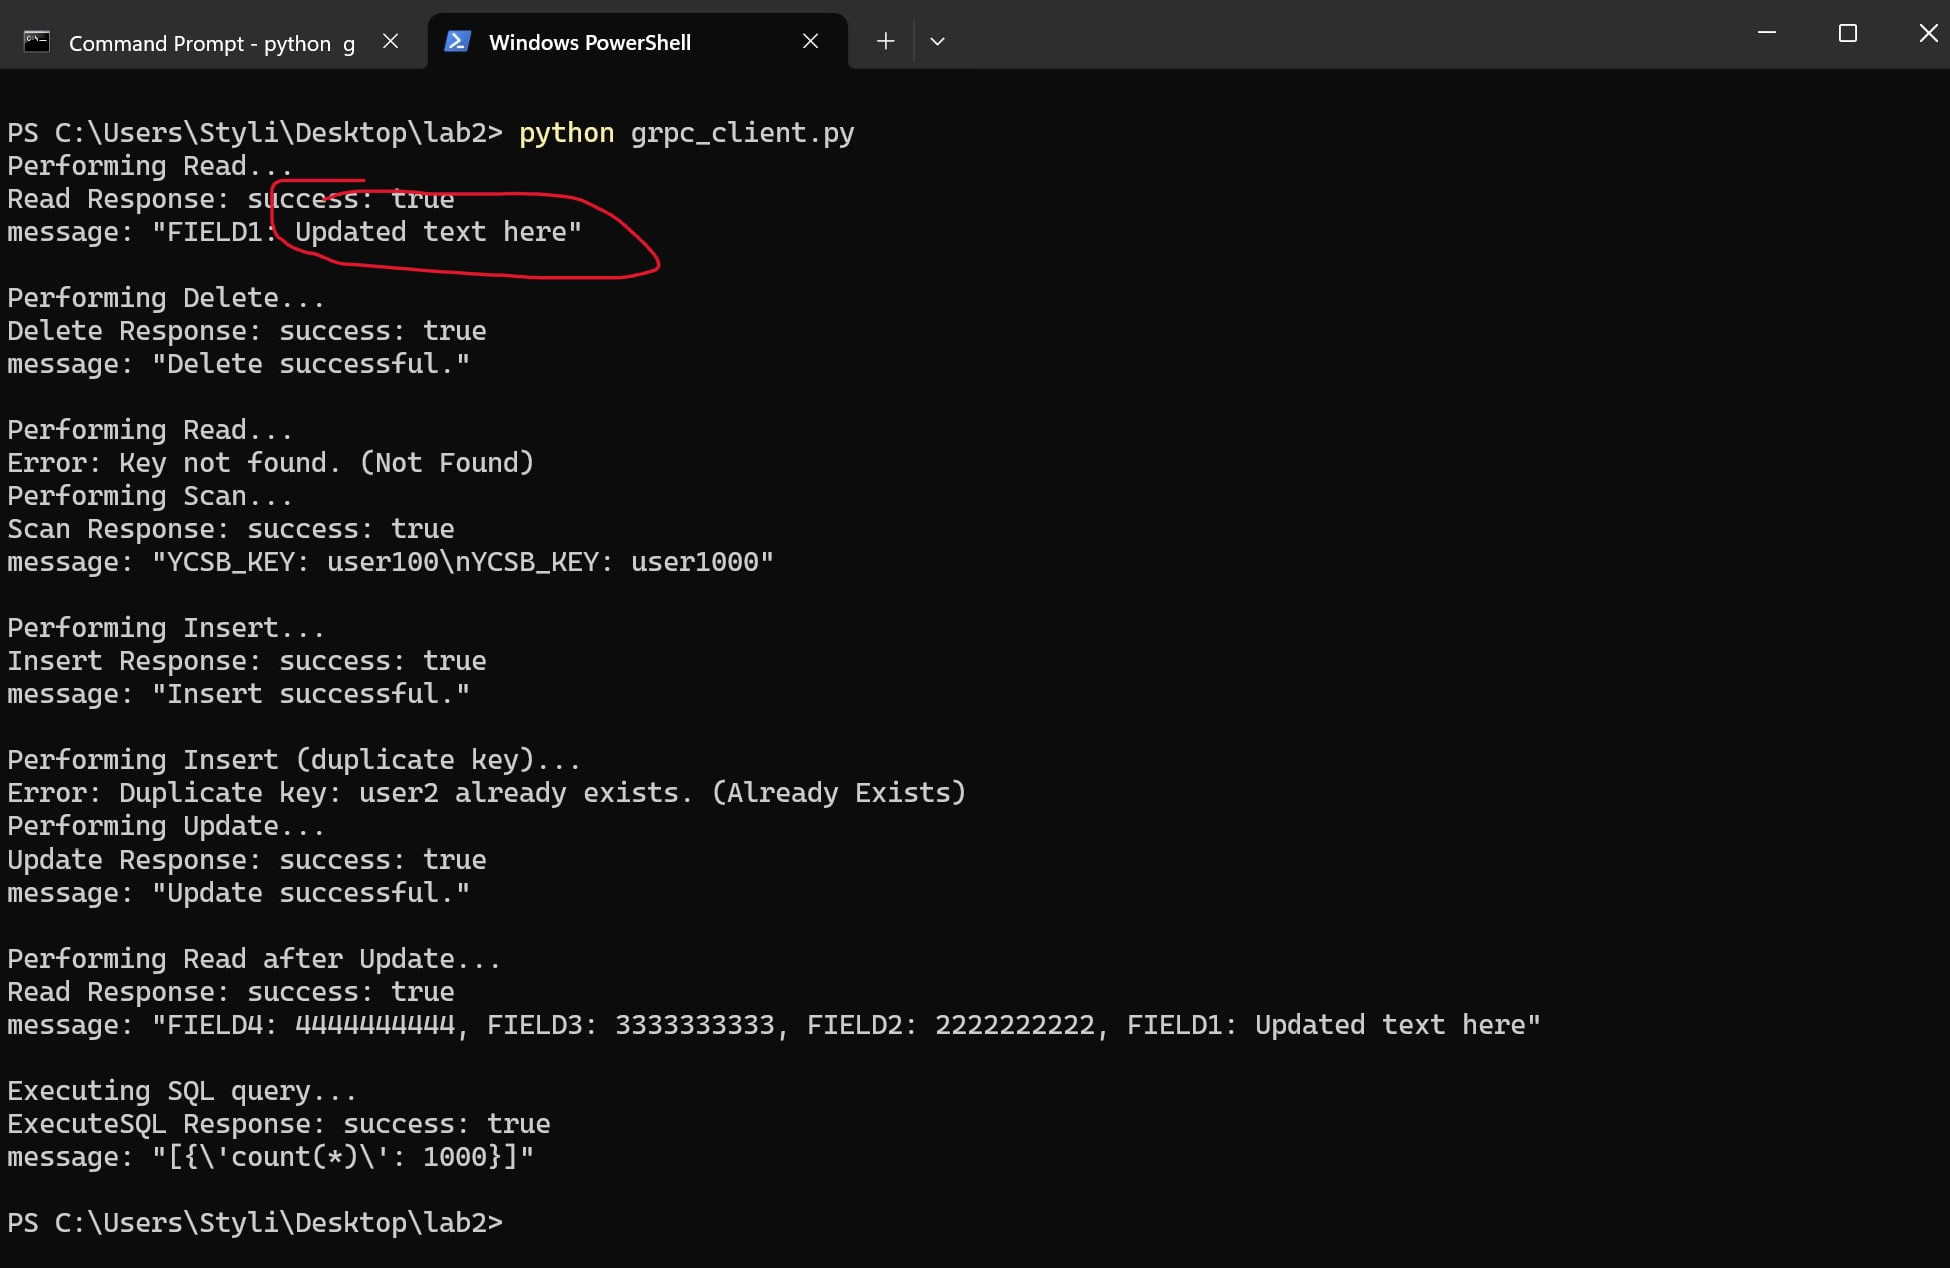 Command Prompt - python g
Windows PowerShell
PS C:\Users\Styli\Desktop\lab2> python grpc_client.py
Performing Read...
Read Response: success: true
message: "FIELD1: Updated text here"
Performing Delete...
Delete Response: success: true
message: "Delete successful."
Performing Read...
Error: Key not found. (Not Found)
Performing Scan...
Scan Response: success: true
message: "YCSB_KEY: user100\nYCSB_KEY: user1000"
Performing Insert...
Insert Response: success: true
message: "Insert successful."
Performing Insert (duplicate key)...
Error: Duplicate key: user2 already exists. (Already Exists)
Performing Update...
Update Response: success: true
message: "Update successful."
Performing Read after Update...
Read Response: success: true
message: "FIELD4: 4444444444, FIELD3: 3333333333, FIELD2: 2222222222, FIELD1: Updated text here"
Executing SQL query...
ExecuteSQL Response: success: true
message: "[{\'count(*)\': 1000}]"
PS C:\Users\Styli\Desktop\lab2>